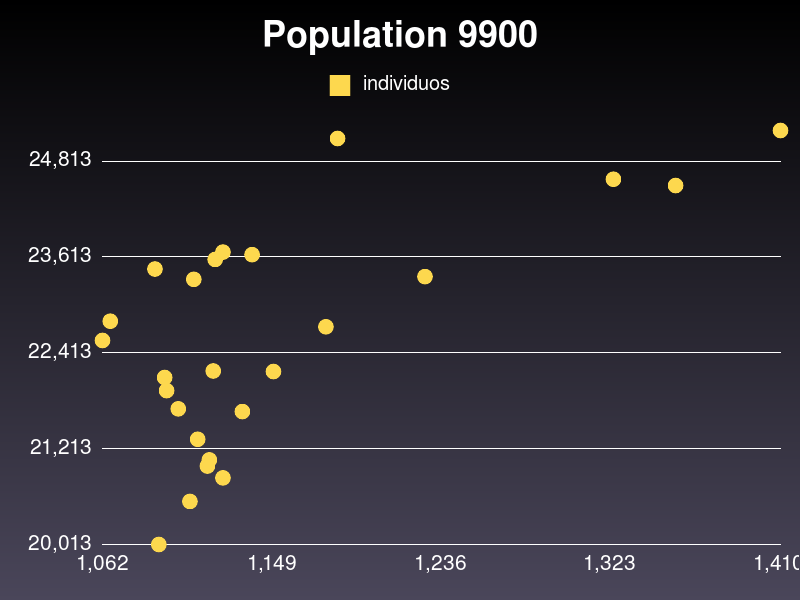 Population 9900
individuos
24,813
23,613
22,413
21,213
20,013
1,062 1,149 1,236 1,323 1,410